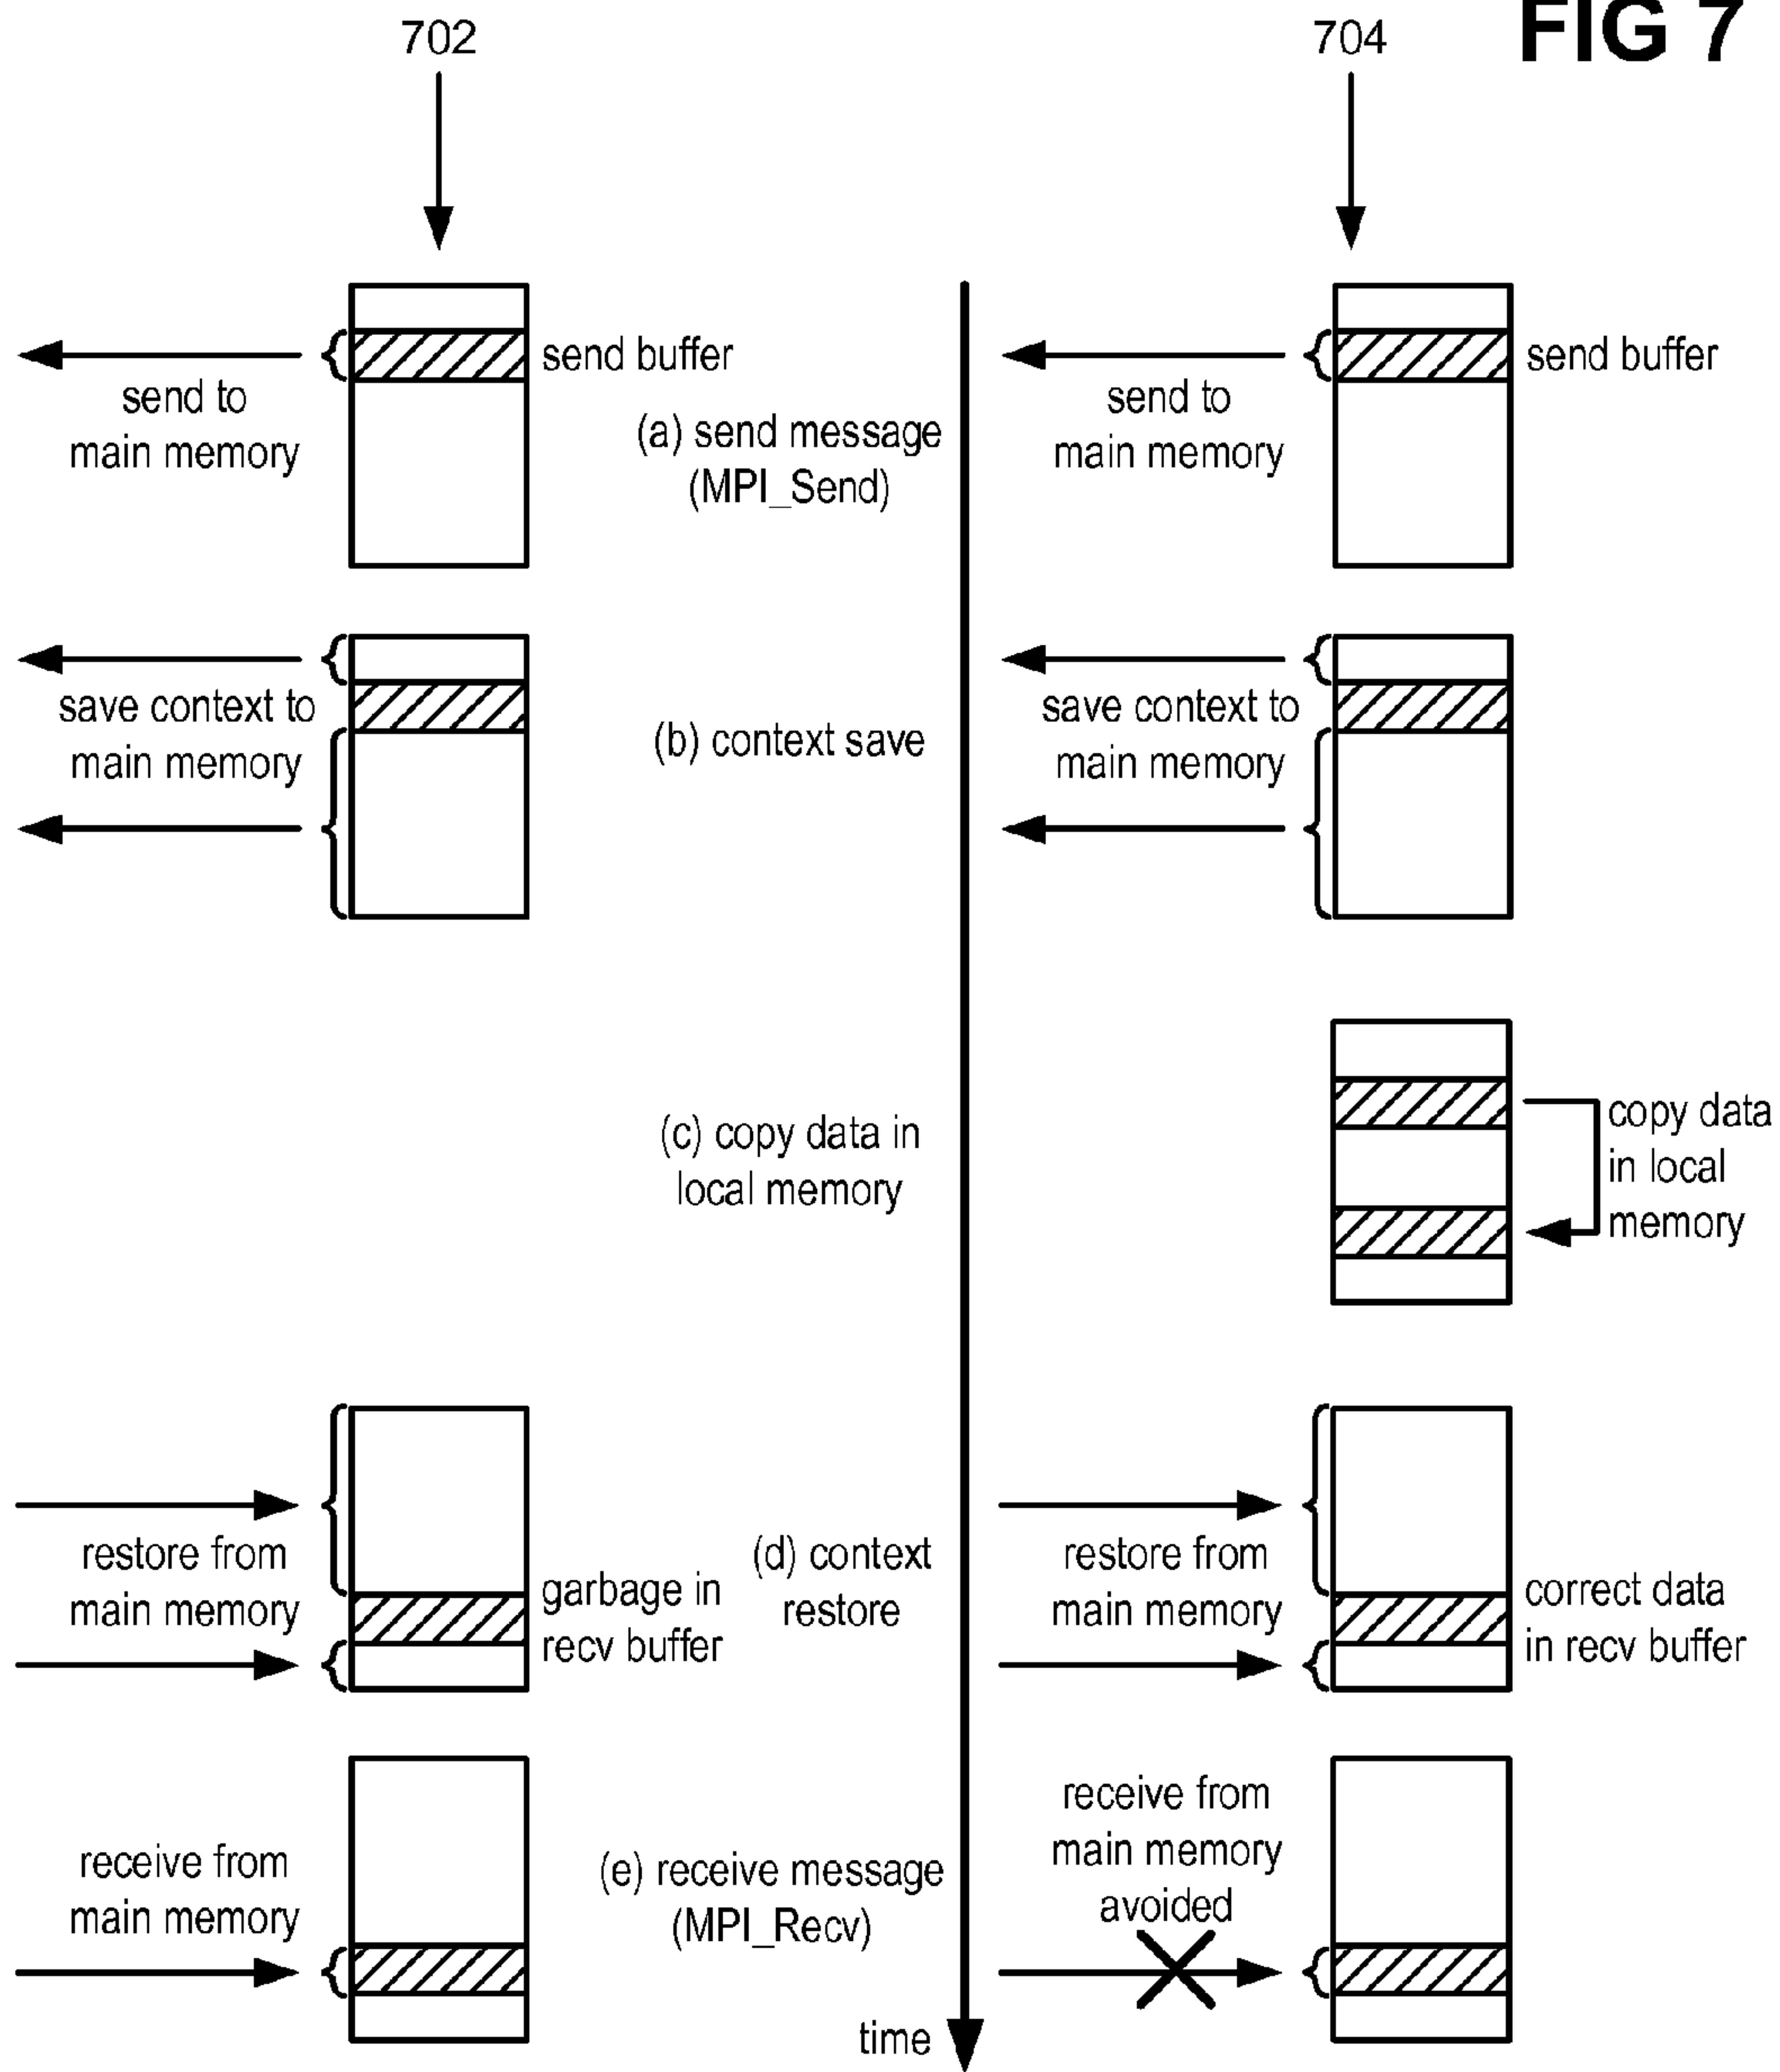 702
704
FIG 7
send buffer
send to
main memory
(a) send message
(MPI_Send)
send to
main memory
send buffer
save context to
main memory
(b) context save
save context to
main memory
(c) copy data in
local memory
copy data
in local
memory
restore from
main memory
garbage in
recv buffer
(d) context
restore
restore from
main memory
correct data
in recv buffer
receive from
main memory
(e) receive message
(MPI_Recv)
receive from
main memory
avoided
time